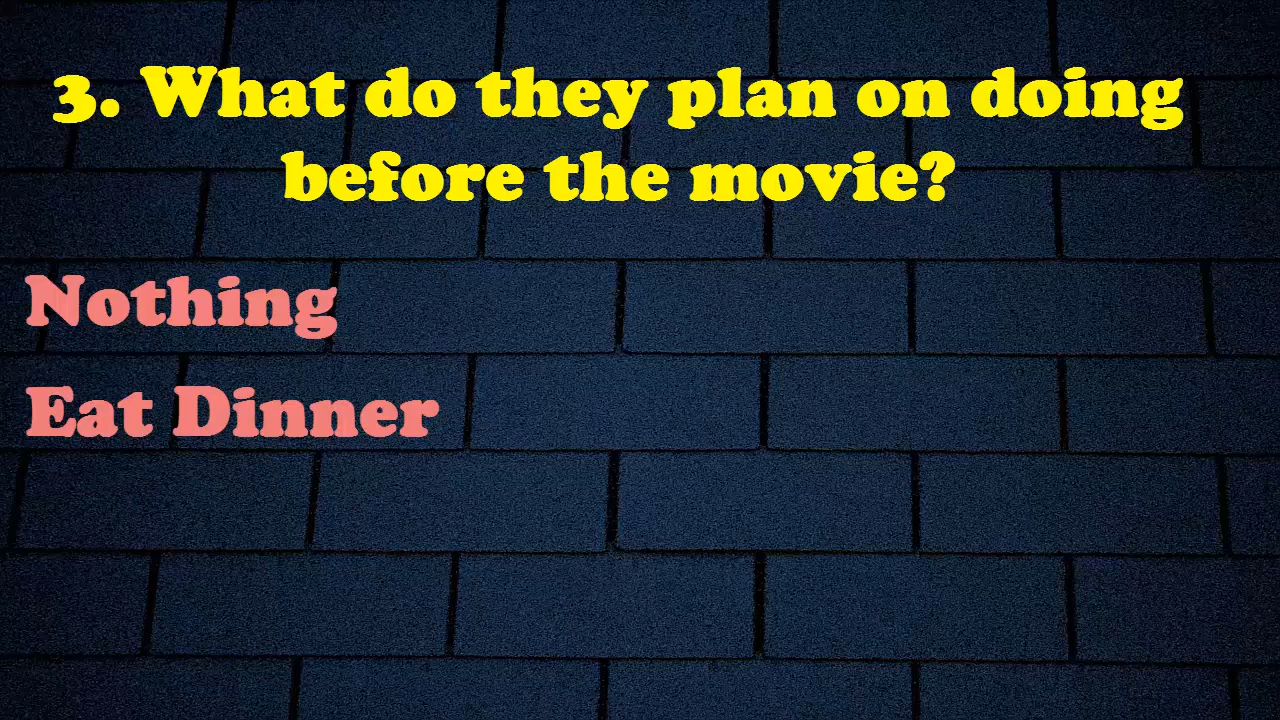 3. What do they plan on doing
before the movie?
Nothing
Eat Dinner